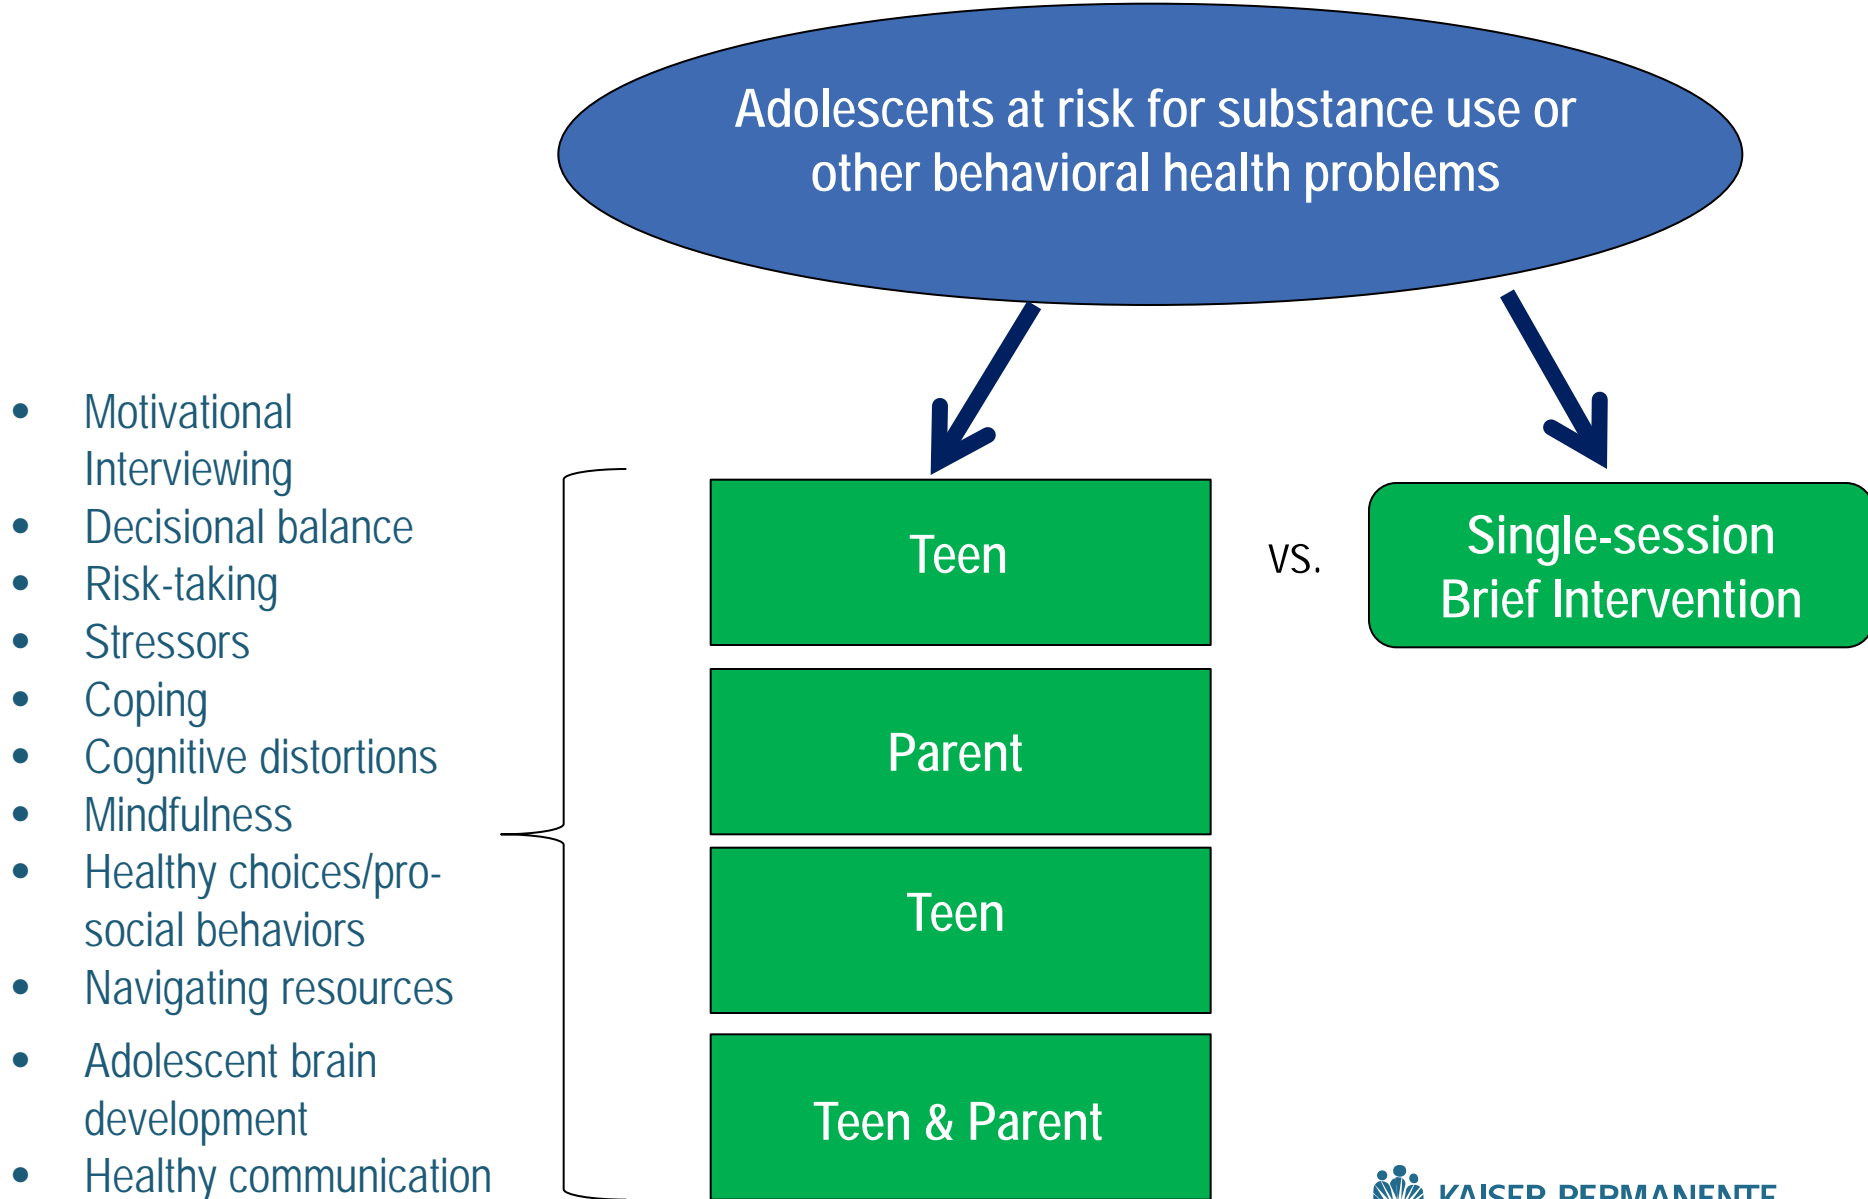 Adolescents at risk for substance use or
other behavioral health problems
• Motivational
Interviewing
• Decisional balance
• Risk-taking
• Stressors
• Coping
• Cognitive distortions
• Mindfulness
• Healthy choices/pro-
social behaviors
• Navigating resources
• Adolescent brain
development
• Healthy communication
Teen
vs.
Single-session
Brief Intervention
Parent
Teen
Teen & Parent
KAISER PERMANENTE